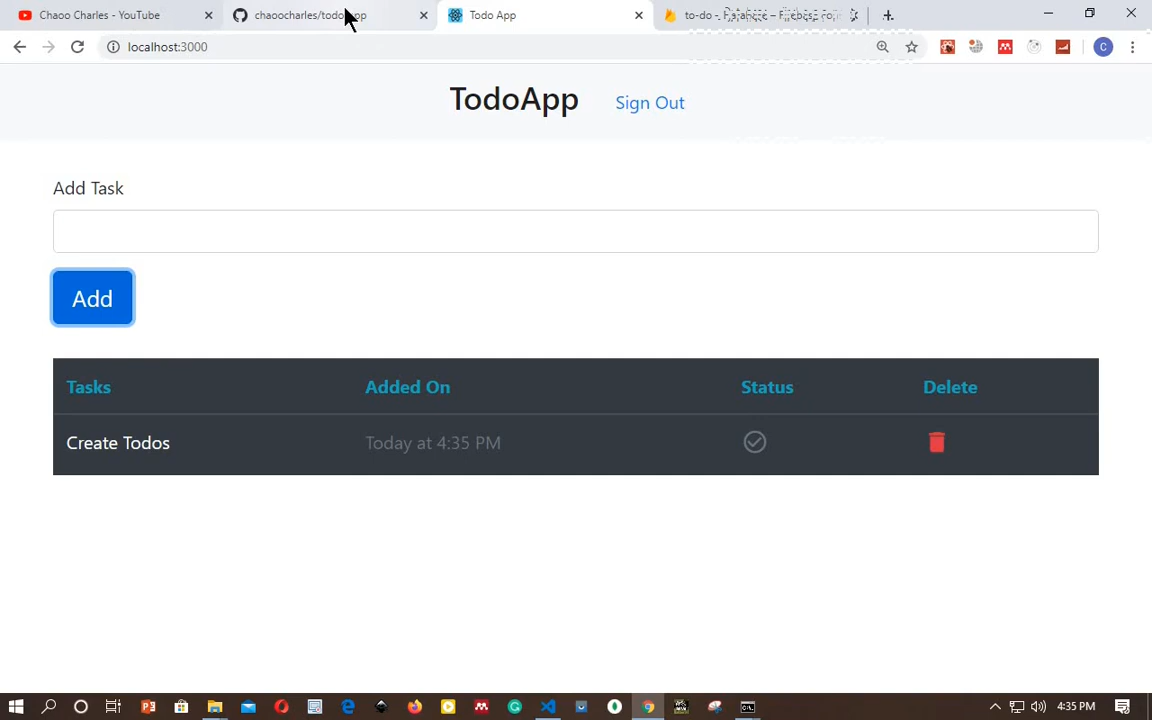 Chaoo Charles - YouTube
chaoocharles/todo-app
Todo App
localhost:3000
C
TodoApp
Sign Out
Add Task
Add
Tasks Added On Status Delete
Create Todos Today at 4:35 PM
4:35 PM